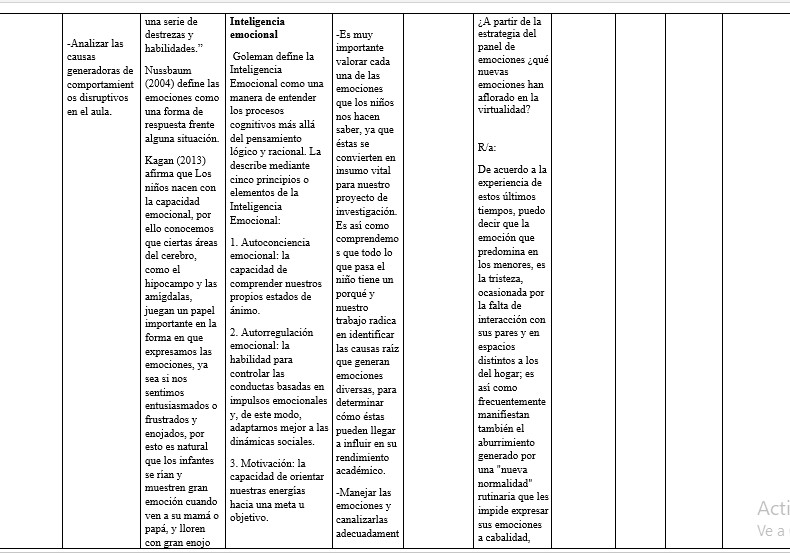 -Analizar las
causas
generadoras de
comportamient
os disruptivos
en el aula.
una serie de
destrezas y
habilidades.”
Nussbaum
(2004) define las
emociones como
una forma de
respuesta frente
alguna situación.
Kagan (2013)
afirma que Los
niños nacen con
la capacidad
emocional, por
ello conocemos
que ciertas áreas
del cerebro,
como el
hipocampo y las
amígdalas,
juegan un papel
importante en la
forma en que
expresamos las
emociones, ya
sea si nos
sentimos
entusiasmados o
frustrados y
enojados, por
esto es natural
que los infantes
se rían y
muestren gran
emoción cuando
ven a su mamá o
papá, y lloren
con gran enojo
Inteligencia
emocional
Goleman define la
Inteligencia
Emocional como una
manera de entender
los procesos
cognitivos más allá
del pensamiento
lógico y racional. La
describe mediante
cinco principios o
elementos de la
Inteligencia
Emocional:
1. Autoconciencia
emocional: la
capacidad de
comprender nuestros
propios estados de
ánimo.
2. Autorregulación
emocional: la
habilidad para
controlar las
conductas basadas en
impulsos emocionales
y, de este modo,
adaptarnos mejor a las
dinámicas sociales.
3. Motivación: la
capacidad de orientar
nuestras energías
hacia una meta u
objetivo.
-Es muy
importante
valorar cada
una de las
emociones
que los niños
nos hacen
saber, ya que
éstas se
convierten en
insumo vital
para nuestro
proyecto de
investigación.
Es así como
comprendemo
s que todo lo
que pasa el
niño tiene un
porqué y
nuestro
trabajo radica
en identificar
las causas raíz
que generan
emociones
diversas, para
determinar
cómo éstas
pueden llegar
a influir en su
rendimiento
académico.
-Manejar las
emociones y
canalizarlas
adecuadament
¿A partir de la
estrategia del
panel de
emociones ¿qué
nuevas
emociones han
aflorado en la
virtualidad?
R/a:
De acuerdo a la
experiencia de
estos últimos
tiempos, puedo
decir que la
emoción que
predomina en
los menores, es
la tristeza,
ocasionada por
la falta de
interacción con
sus pares y en
espacios
distintos a los
del hogar; es
así como
frecuentemente
manifiestan
también el
aburrimiento
generado por
una "nueva
normalidad"
rutinaria que les
impide expresar
sus emociones
a cabalidad,
Acti
Ve a